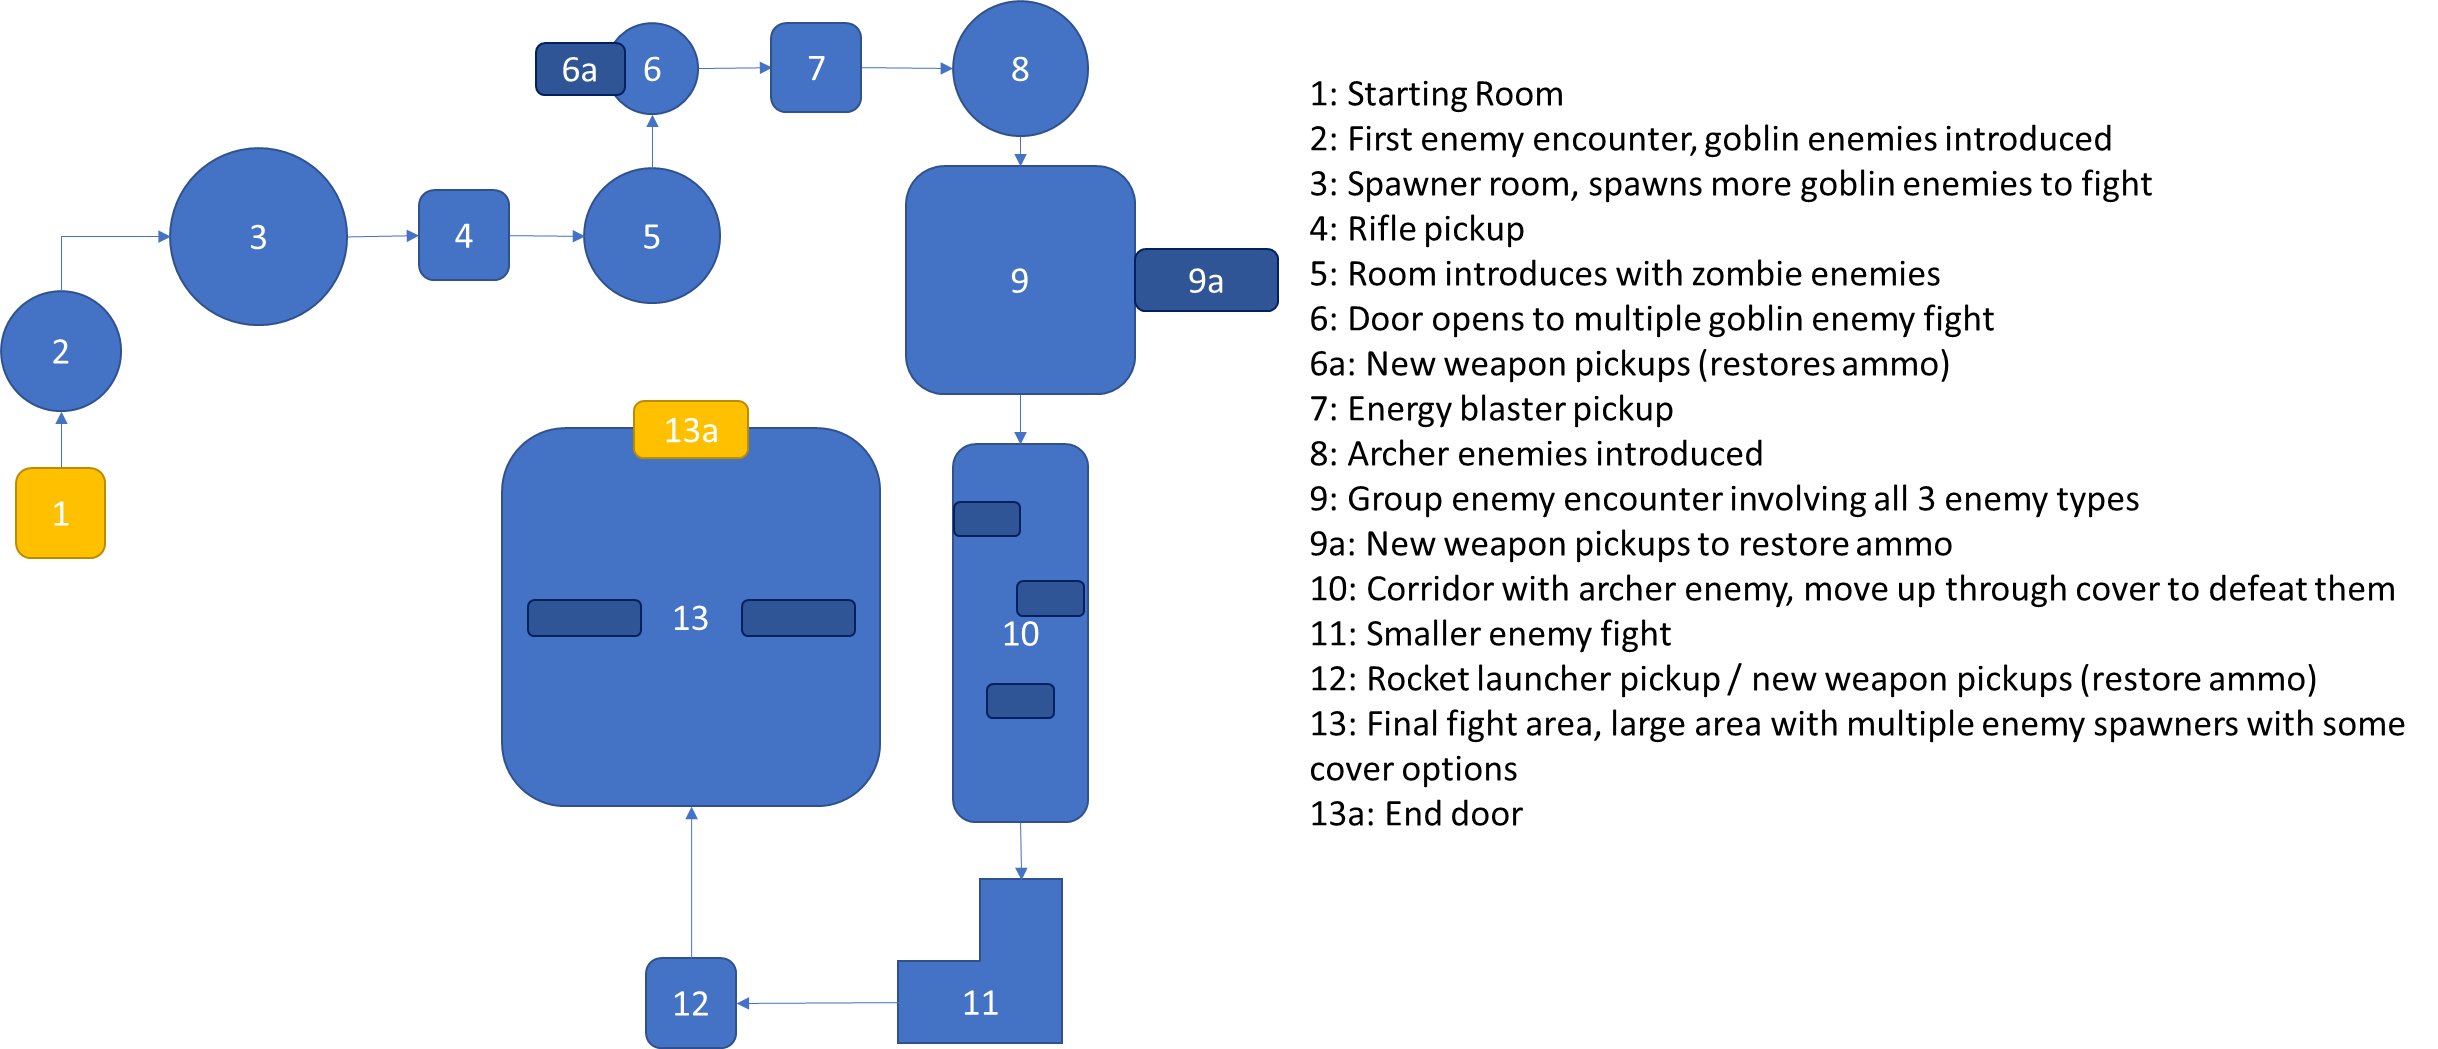 6a
6
7
8
3
4
5
2
9
9a
13a
1
13
10
12
11
1: Starting Room
2: First enemy encounter, goblin enemies introduced
3: Spawner room, spawns more goblin enemies to fight
4: Rifle pickup
5: Room introduces with zombie enemies
6: Door opens to multiple goblin enemy fight
6a: New weapon pickups (restores ammo)
7: Energy blaster pickup
8: Archer enemies introduced
9: Group enemy encounter involving all 3 enemy types
9a: New weapon pickups to restore ammo
10: Corridor with archer enemy, move up through cover to defeat them
11: Smaller enemy fight
12: Rocket launcher pickup / new weapon pickups (restore ammo)
13: Final fight area, large area with multiple enemy spawners with some
cover options
13a: End door